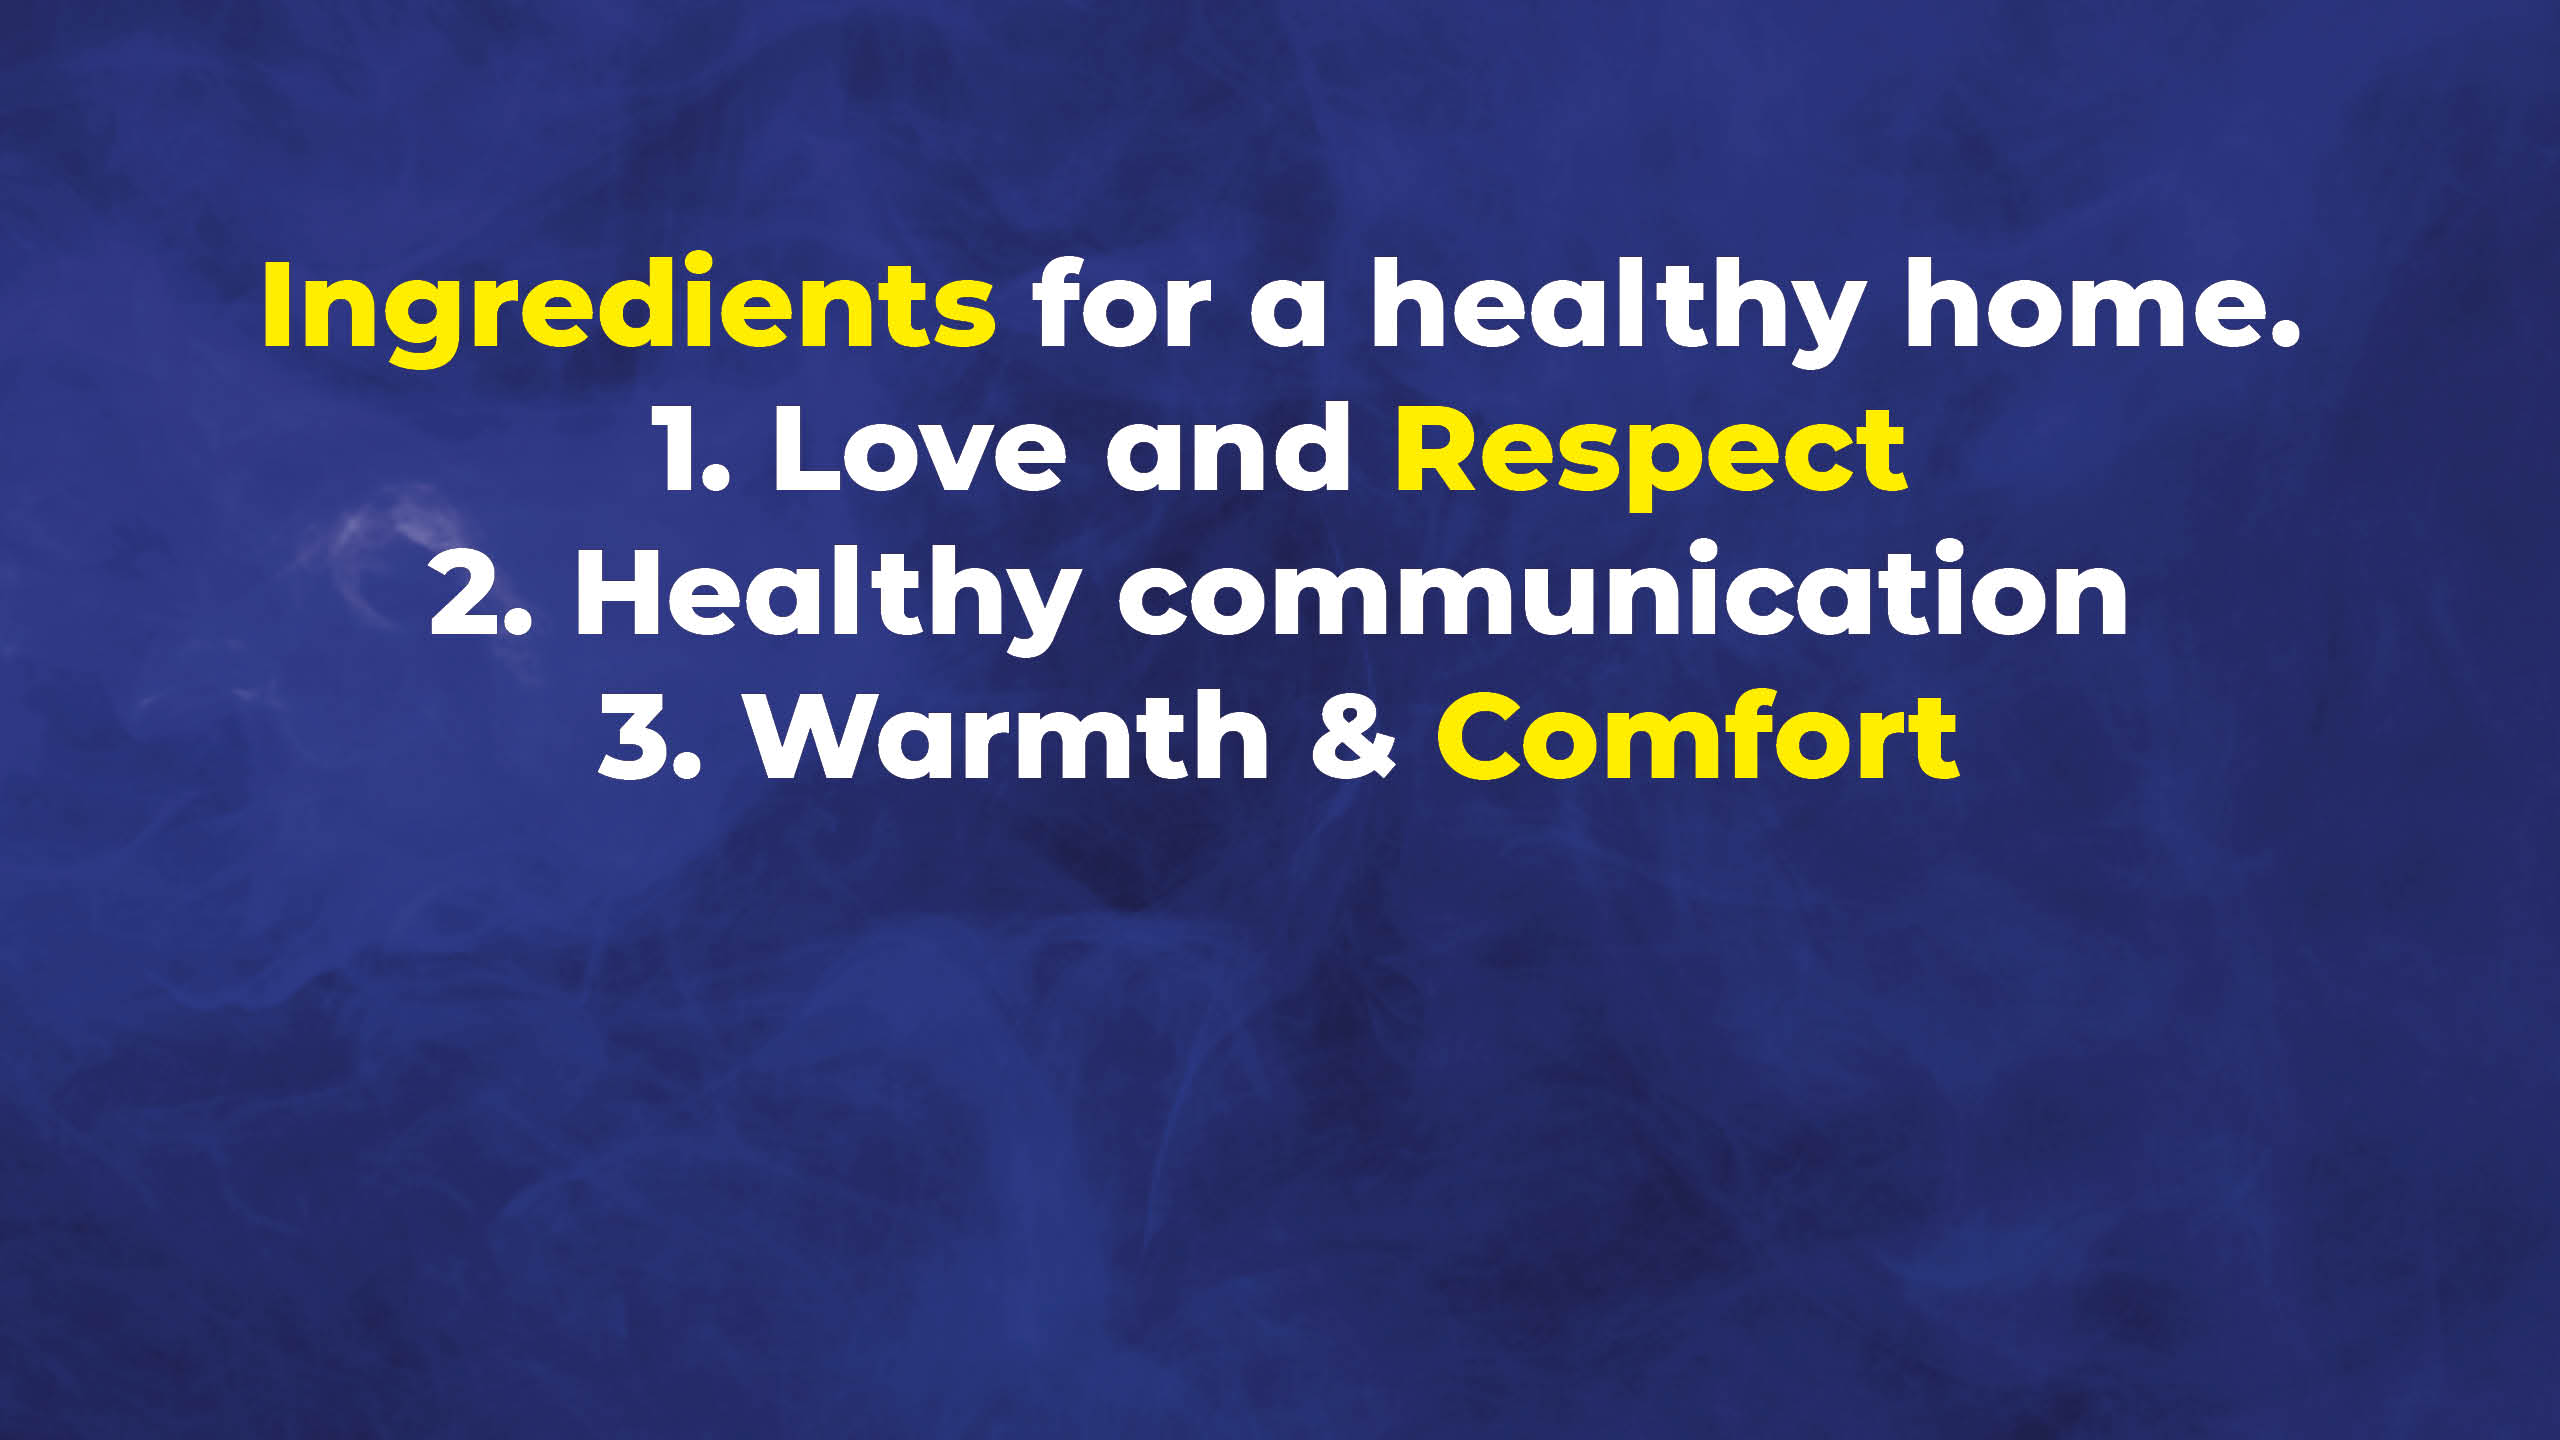 Ingredients for a healthy home.
1. Love and Respect
2. Healthy communication
3. Warmth & Comfort